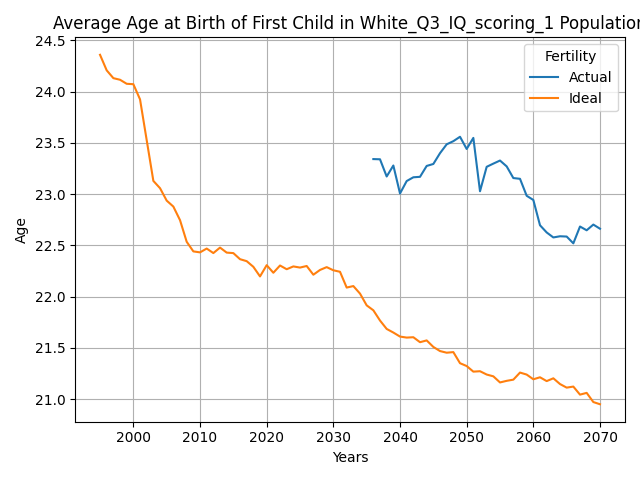 Average Age at Birth of First Child in White_Q3_IQ_scoring_1 Population
24.5
24.0
23.5
23.0
22.5
22.0
21.5
21.0
Age
Fertility
Actual
Ideal
2000 2010 2020 2030 2040 2050 2060 2070
Years